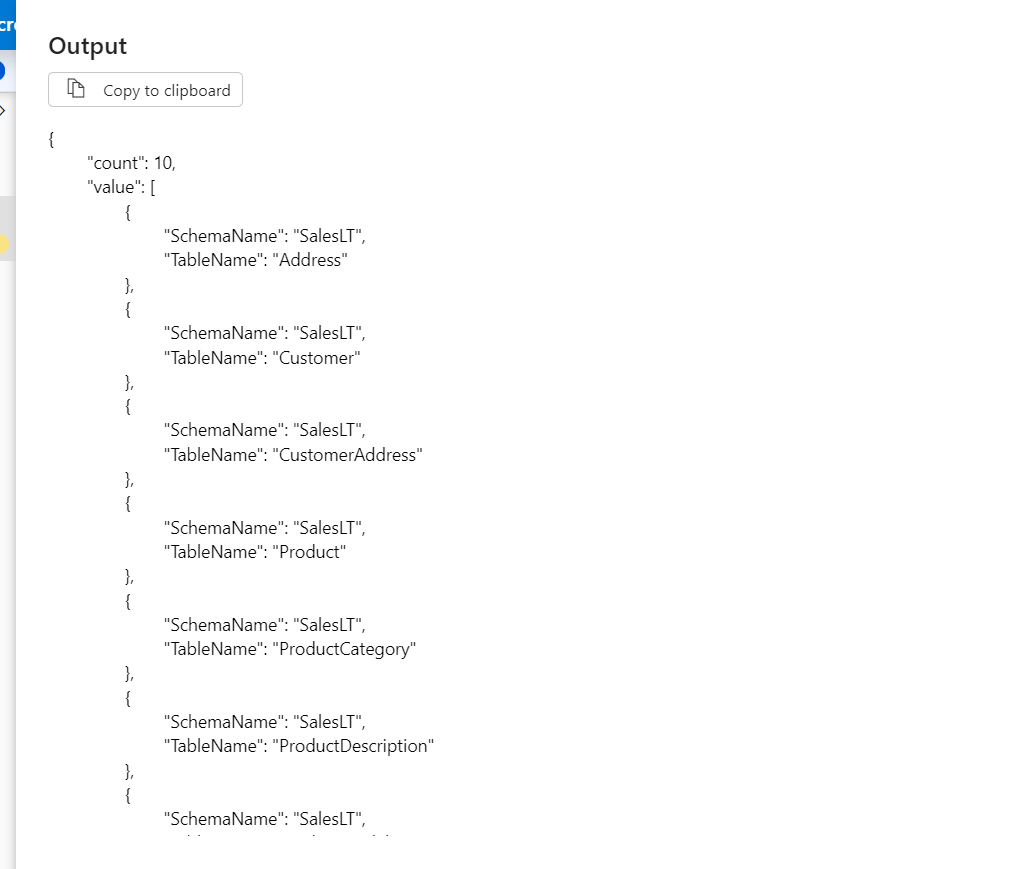 cre
Output
Copy to clipboard
{
"count": 10,
"value": [
{
"SchemaName": "SalesLT",
"TableName": "Address"
},
{
"SchemaName": "SalesLT",
"TableName": "Customer"
},
{
"SchemaName": "SalesLT",
"TableName": "CustomerAddress"
},
{
"SchemaName": "SalesLT",
"TableName": "Product"
},
{
"SchemaName": "SalesLT",
"TableName": "ProductCategory"
},
{
"SchemaName": "SalesLT",
"TableName": "ProductDescription"
},
{
"SchemaName": "SalesLT",